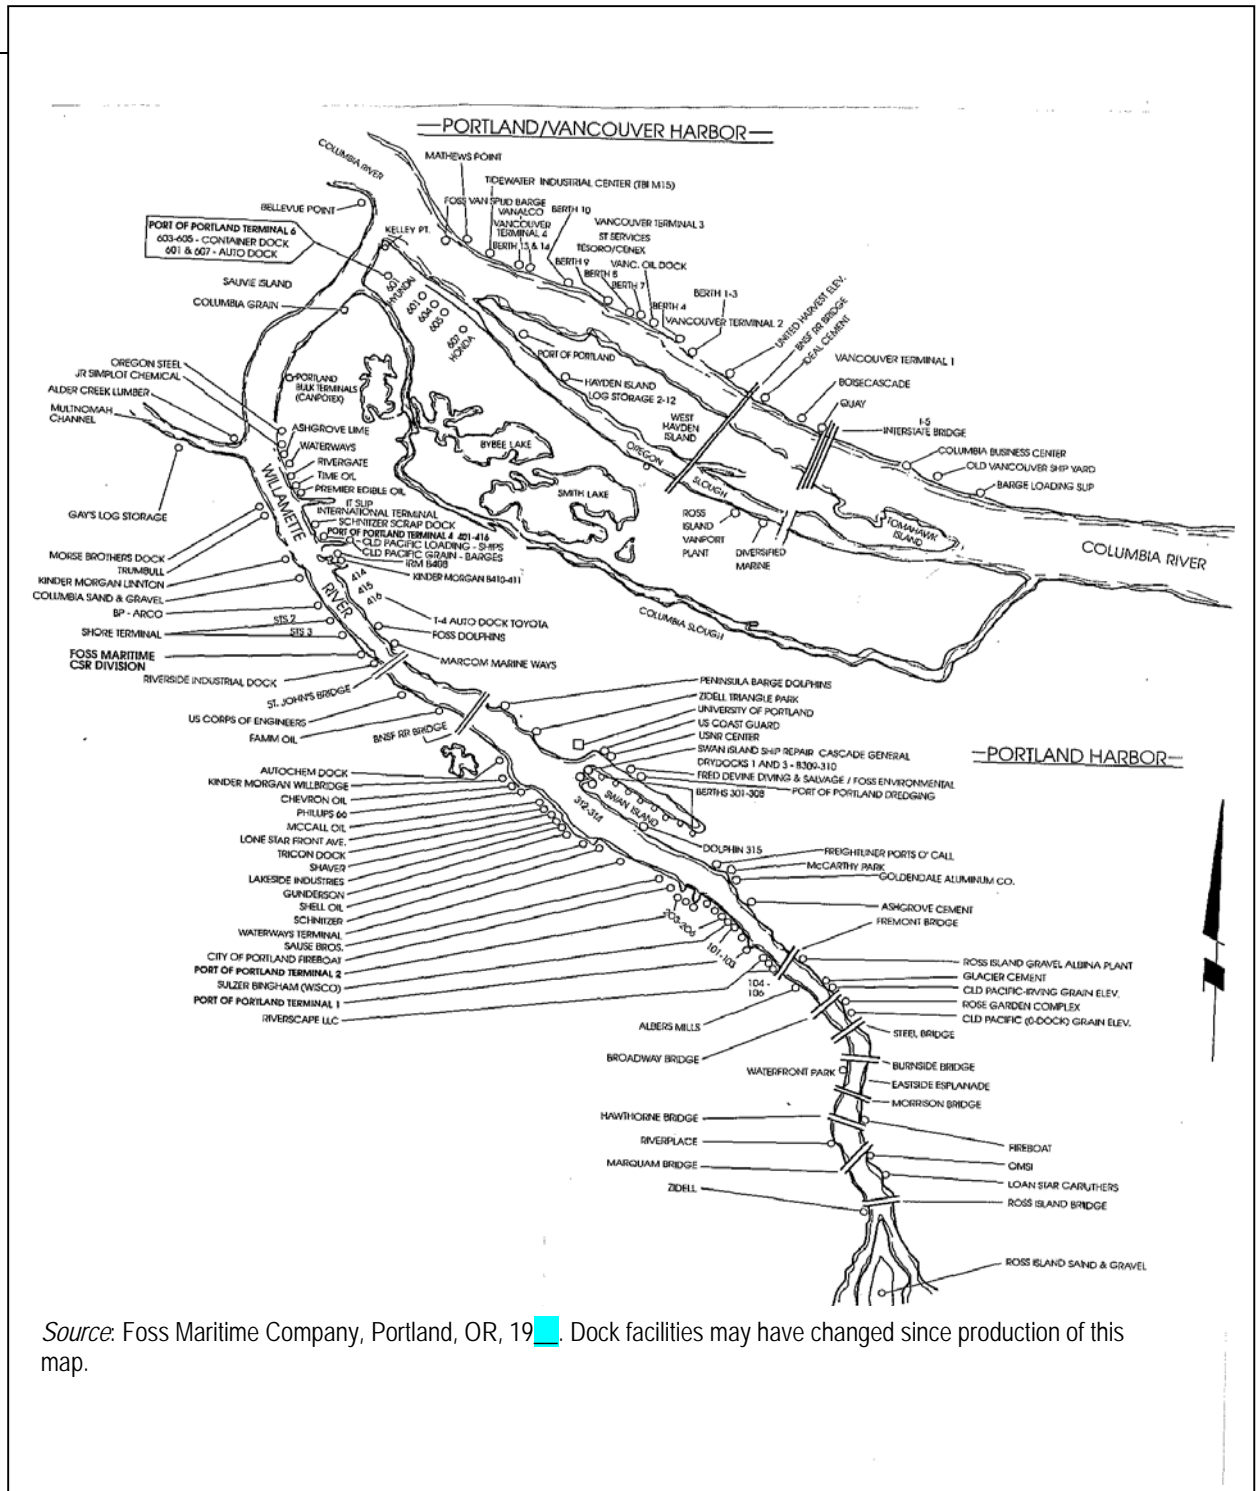 PORTLAND/VANCOUVER HARBOR
COLUMBIA RIVER
MATHEWS POINT
TIDEWATER INDUSTRIAL CENTER (TBI M15)
BELLEVUE POINT
FOSS VAN SPUD BARGE
VANALCO
BERTH 10
VANCOUVER TERMINAL 4
VANCOUVER TERMINAL 3
ST SERVICES
TESORO/CENEX
BERTH 13 & 14
BERTH 9
VANC. OIL DOCK
BERTH 8
BERTH 7
BERTH 4
BERTH 1-3
VANCOUVER TERMINAL 2
UNITED HARVEST ELEV.
BNSF RR BRIDGE
IDEAL CEMENT
VANCOUVER TERMINAL 1
BOISECASCADE
QUAY
I-5
INTERSTATE BRIDGE
COLUMBIA BUSINESS CENTER
OLD VANCOUVER SHIP YARD
BARGE LOADING SLIP
PORT OF PORTLAND TERMINAL 6
603-605 - CONTAINER DOCK
601 & 607 - AUTO DOCK
KELLEY PT.
SAUVIE ISLAND
COLUMBIA GRAIN
601
HYUNDAI
601
604
605
607
HONDA
PORT OF PORTLAND
HAYDEN ISLAND
LOG STORAGE 2-12
WEST
HAYDEN
ISLAND
OREGON
SLOUGH
ROSS
ISLAND
VANPORT
PLANT
DIVERSIFIED
MARINE
TOMAHAWK
ISLAND
COLUMBIA RIVER
OREGON STEEL
JR SIMPLOT CHEMICAL
ALDER CREEK LUMBER
MULTNOMAH
CHANNEL
PORTLAND
BULK TERMINALS
(CANPOTEX)
BYBEE LAKE
SMITH LAKE
ASHGROVE LIME
WATERWAYS
RIVERGATE
TIME OIL
PREMIER EDIBLE OIL
IT SLIP
INTERNATIONAL TERMINAL
SCHNITZER SCRAP DOCK
PORT OF PORTLAND TERMINAL 4 401-416
CLD PACIFIC LOADING - SHIPS
CLD PACIFIC GRAIN - BARGES
IRM B408
KINDER MORGAN B410-411
414
415
416
T-4 AUTO DOCK TOYOTA
FOSS DOLPHINS
MARCOM MARINE WAYS
COLUMBIA SLOUGH
WILLAMETTE
RIVER
GAY'S LOG STORAGE
MORSE BROTHERS DOCK
TRUMBULL
KINDER MORGAN LINNTON
COLUMBIA SAND & GRAVEL
BP - ARCO
STS 2
SHORE TERMINAL
STS 3
FOSS MARITIME
CSR DIVISION
RIVERSIDE INDUSTRIAL DOCK
ST. JOHN'S BRIDGE
US CORPS OF ENGINEERS
FAMM OIL
BNSF RR BRIDGE
PENINSULA BARGE DOLPHINS
ZIDELL TRIANGLE PARK
UNIVERSITY OF PORTLAND
US COAST GUARD
USNR CENTER
SWAN ISLAND SHIP REPAIR CASCADE GENERAL
DRYDOCKS 1 AND 3 - B309-310
FRED DEVINE DIVING & SALVAGE / FOSS ENVIRONMENTAL
BERTHS 301-308
PORT OF PORTLAND DREDGING
PORTLAND HARBOR
SWAN ISLAND
312-314
DOLPHIN 315
FREIGHTLINER PORTS O' CALL
McCARTHY PARK
GOLDENDALE ALUMINUM CO.
ASHGROVE CEMENT
FREMONT BRIDGE
AUTOCHEM DOCK
KINDER MORGAN WILLBRIDGE
CHEVRON OIL
PHILLIPS 66
MCCALL OIL
LONE STAR FRONT AVE.
TRICON DOCK
SHAVER
LAKESIDE INDUSTRIES
GUNDERSON
SHELL OIL
SCHNITZER
WATERWAYS TERMINAL
SAUSE BROS.
CITY OF PORTLAND FIREBOAT
PORT OF PORTLAND TERMINAL 2
SULZER BINGHAM (WISCO)
PORT OF PORTLAND TERMINAL 1
RIVERSCAPE LLC
203-206
101-103
104 -
106
ROSS ISLAND GRAVEL ALBINA PLANT
GLACIER CEMENT
CLD PACIFIC-IRVING GRAIN ELEV.
ROSE GARDEN COMPLEX
CLD PACIFIC (O-DOCK) GRAIN ELEV.
ALBERS MILLS
STEEL BRIDGE
BROADWAY BRIDGE
WATERFRONT PARK
BURNSIDE BRIDGE
EASTSIDE ESPLANADE
MORRISON BRIDGE
HAWTHORNE BRIDGE
RIVERPLACE
FIREBOAT
MARQUAM BRIDGE
OMSI
LOAN STAR CARUTHERS
ZIDELL
ROSS ISLAND BRIDGE
ROSS ISLAND SAND & GRAVEL
Source: Foss Maritime Company, Portland, OR, 19__. Dock facilities may have changed since production of this
map.